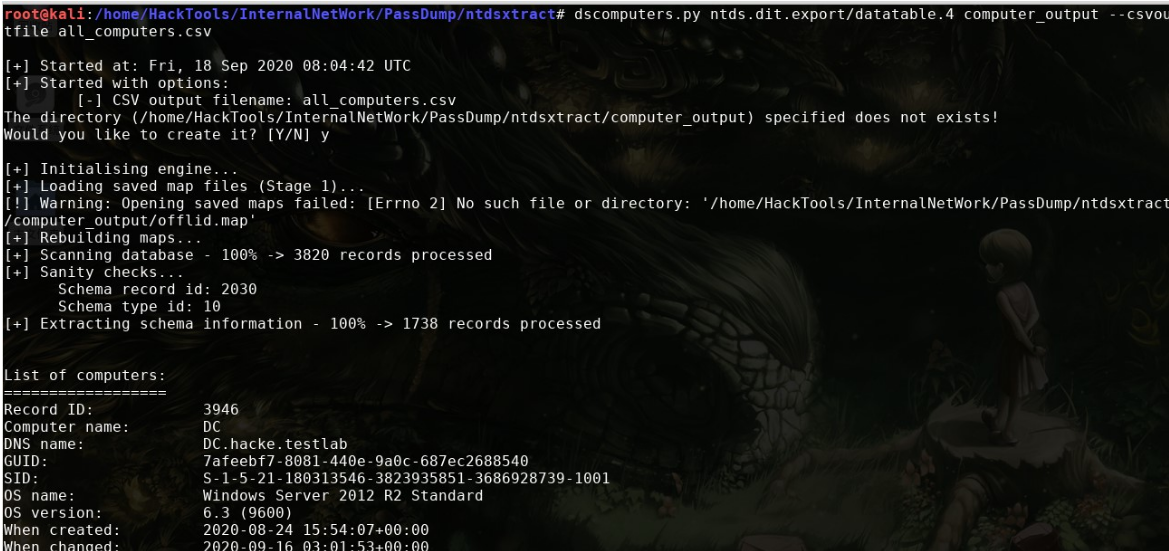 root@kali:/home/HackTools/InternalNetWork/PassDump/ntdsxtract# dscomputers.py ntds.dit.export/datatable.4 computer_output --csvou
tfile all_computers.csv
[+] Started at: Fri, 18 Sep 2020 08:04:42 UTC
[+] Started with options:
[-] CSV output filename: all_computers.csv
The directory (/home/HackTools/InternalNetWork/PassDump/ntdsxtract/computer_output) specified does not exists!
Would you like to create it? [Y/N] y
[+] Initialising engine...
[+] Loading saved map files (Stage 1)...
[!] Warning: Opening saved maps failed: [Errno 2] No such file or directory: '/home/HackTools/InternalNetWork/PassDump/ntdsxtract
/computer_output/offlid.map'
[+] Rebuilding maps...
[+] Scanning database - 100% -> 3820 records processed
[+] Sanity checks...
Schema record id: 2030
Schema type id: 10
[+] Extracting schema information - 100% -> 1738 records processed
List of computers:
==================
Record ID: 3946
Computer name: DC
DNS name: DC.hacke.testlab
GUID: 7afeebf7-8081-440e-9a0c-687ec2688540
SID: S-1-5-21-180313546-3823935851-3686928739-1001
OS name: Windows Server 2012 R2 Standard
OS version: 6.3 (9600)
When created: 2020-08-24 15:54:07+00:00
When changed: 2020-09-16 03:01:53+00:00